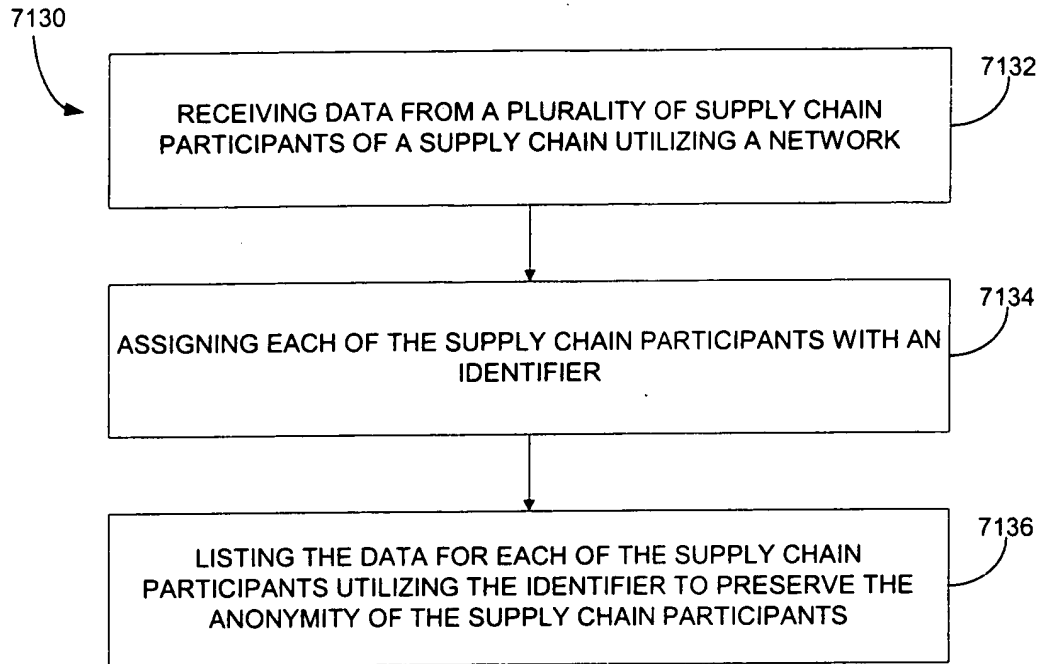 7130
7132
RECEIVING DATA FROM A PLURALITY OF SUPPLY CHAIN
PARTICIPANTS OF A SUPPLY CHAIN UTILIZING A NETWORK
7134
ASSIGNING EACH OF THE SUPPLY CHAIN PARTICIPANTS WITH AN
IDENTIFIER
7136
LISTING THE DATA FOR EACH OF THE SUPPLY CHAIN
PARTICIPANTS UTILIZING THE IDENTIFIER TO PRESERVE THE
ANONYMITY OF THE SUPPLY CHAIN PARTICIPANTS